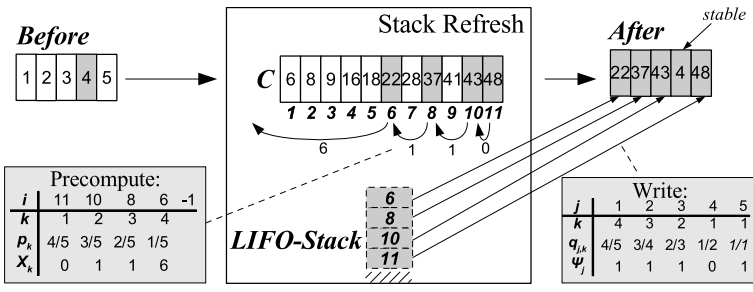 Before
1 2 3 4 5
Stack Refresh
C 6 8 9 16 18 22 28 37 41 43 48
1 2 3 4 5 6 7 8 9 10 11
6 1 1 0
stable
After
22 37 43 4 48
Precompute:
i 11 10 8 6 -1
k 1 2 3 4
pk 4/5 3/5 2/5 1/5
Xk 0 1 1 6
LIFO-Stack
6
8
10
11
Write:
j 1 2 3 4 5
k 4 3 2 1 1
qj,k 4/5 3/4 2/3 1/2 1/1
Ψj 1 1 1 0 1